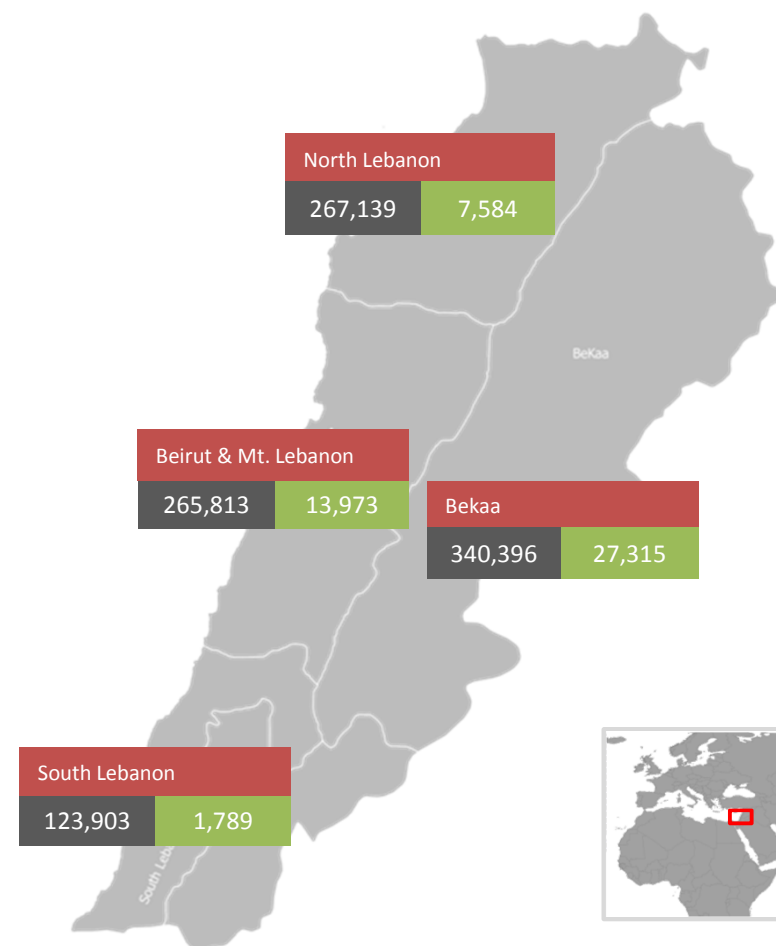 North Lebanon
267,139 7,584
BeKaa
Beirut & Mt. Lebanon
265,813 13,973
Bekaa
340,396 27,315
South Lebanon
123,903 1,789
South